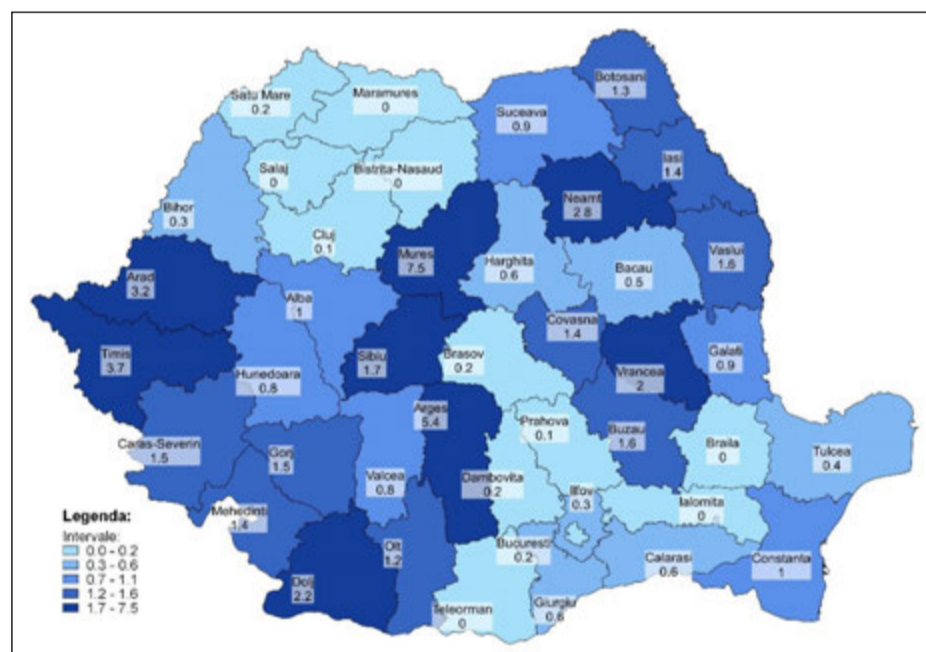 Botosani
1.3
Satu Mare
0.2
Maramures
0
Suceava
0.9
Iasi
1.4
Salaj
0
Bistrita-Nasaud
0
Neamt
2.8
Bihor
0.3
Cluj
0.1
Mures
7.5
Harghita
0.6
Bacau
0.5
Vaslui
1.6
Arad
3.2
Alba
1
Covasna
1.4
Timis
3.7
Hunedoara
0.8
Sibiu
1.7
Brasov
0.2
Vrancea
2
Galati
0.9
Arges
5.4
Prahova
0.1
Buzau
1.6
Braila
0
Tulcea
0.4
Caras-Severin
1.5
Gorj
1.5
Valcea
0.8
Dambovita
0.2
Ilfov
0.3
Ialomita
0
Mehedinti
1.4
Olt
1.2
Bucuresti
0.2
Calarasi
0.6
Constanta
1
Dolj
2.2
Teleorman
0
Giurgiu
0.6
Legenda:
Intervale:
0.0 - 0.2
0.3 - 0.6
0.7 - 1.1
1.2 - 1.6
1.7 - 7.5